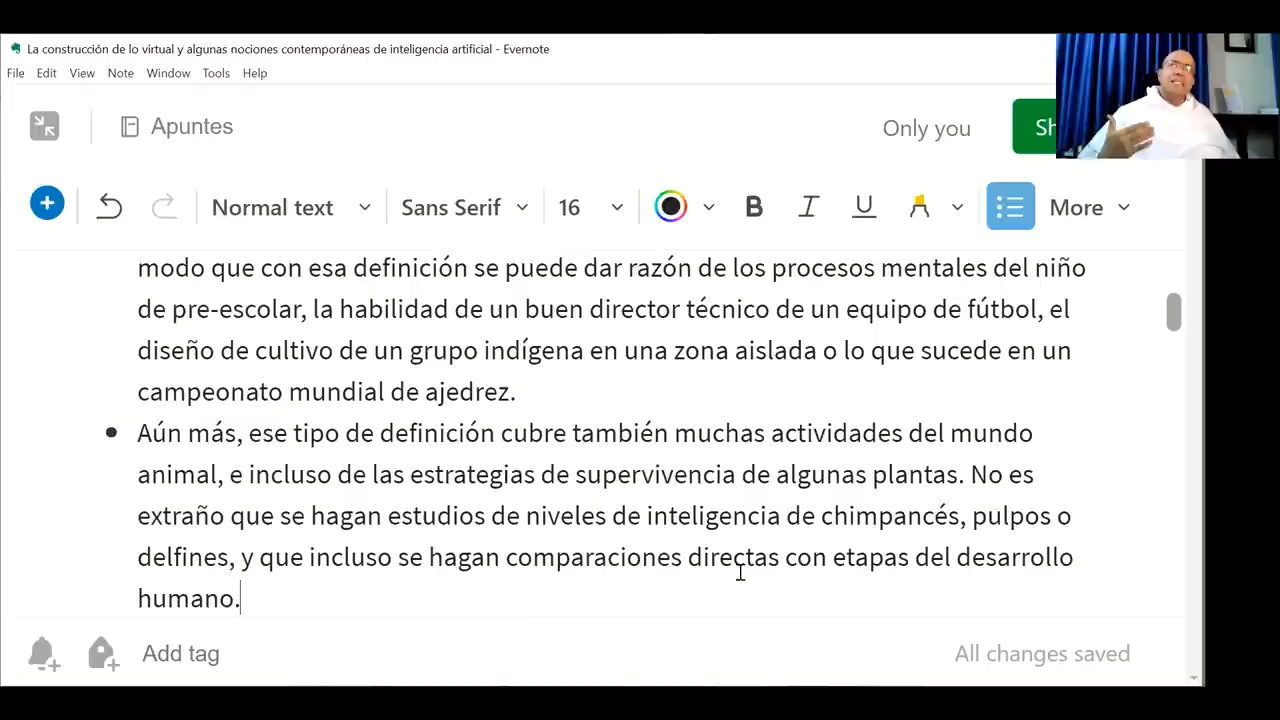 La construcción de lo virtual y algunas nociones contemporáneas de inteligencia artificial - Evernote
File Edit View Note Window Tools Help
Apuntes
Only you
Sh
Normal text
Sans Serif
16
B I U
More
modo que con esa definición se puede dar razón de los procesos mentales del niño
de pre-escolar, la habilidad de un buen director técnico de un equipo de fútbol, el
diseño de cultivo de un grupo indígena en una zona aislada o lo que sucede en un
campeonato mundial de ajedrez.
• Aún más, ese tipo de definición cubre también muchas actividades del mundo
animal, e incluso de las estrategias de supervivencia de algunas plantas. No es
extraño que se hagan estudios de niveles de inteligencia de chimpancés, pulpos o
delfines, y que incluso se hagan comparaciones directas con etapas del desarrollo
humano.
Add tag
All changes saved